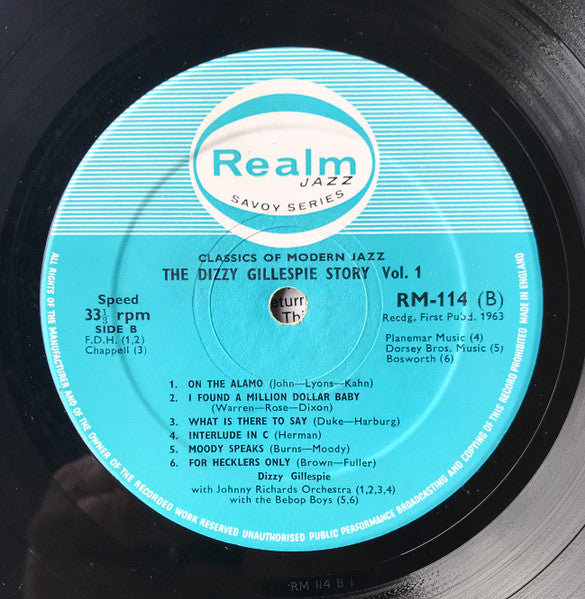 Realm
JAZZ
SAVOY SERIES
CLASSICS OF MODERN JAZZ
THE DIZZY GILLESPIE STORY Vol. 1
Speed
33⅓ rpm
SIDE B
F.D.H. (1,2)
Chappell (3)
RM-114 (B)
Recdg. First Pubd. 1963
Planemar Music (4)
Dorsey Bros. Music (5)
Bosworth (6)
eturn
Thi
1. ON THE ALAMO (John—Lyons—Kahn)
2. I FOUND A MILLION DOLLAR BABY
(Warren—Rose—Dixon)
3. WHAT IS THERE TO SAY (Duke—Harburg)
4. INTERLUDE IN C (Herman)
5. MOODY SPEAKS (Burns—Moody)
6. FOR HECKLERS ONLY (Brown—Fuller)
Dizzy Gillespie
with Johnny Richards Orchestra (1,2,3,4)
with the Bebop Boys (5,6)
ALL RIGHTS OF THE MANUFACTURER AND OF THE OWNER OF THE RECORDED WORK RESERVED UNAUTHORISED PUBLIC PERFORMANCE BROADCASTING AND COPYING OF THIS RECORD PROHIBITED MADE IN ENGLAND
RM 114 B 1